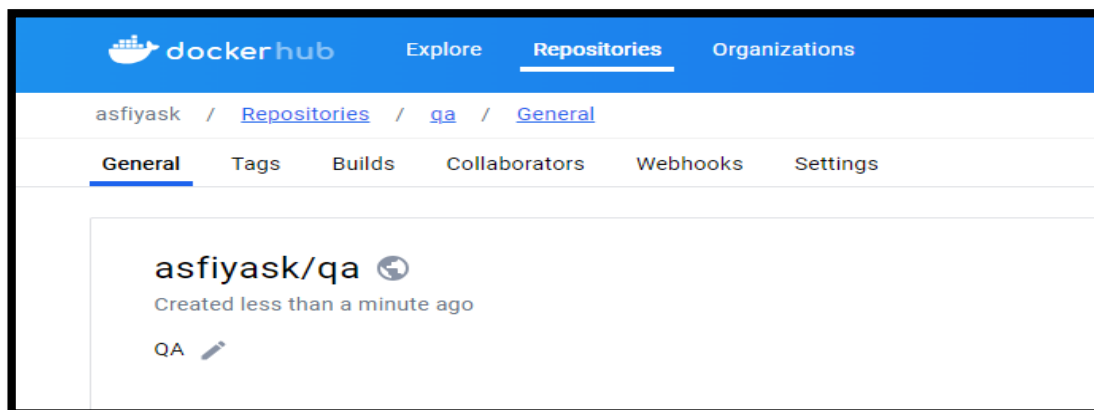 dockerhub Explore Repositories Organizations
asfiyask / Repositories / qa / General
General Tags Builds Collaborators Webhooks Settings
asfiyask/qa
Created less than a minute ago
QA